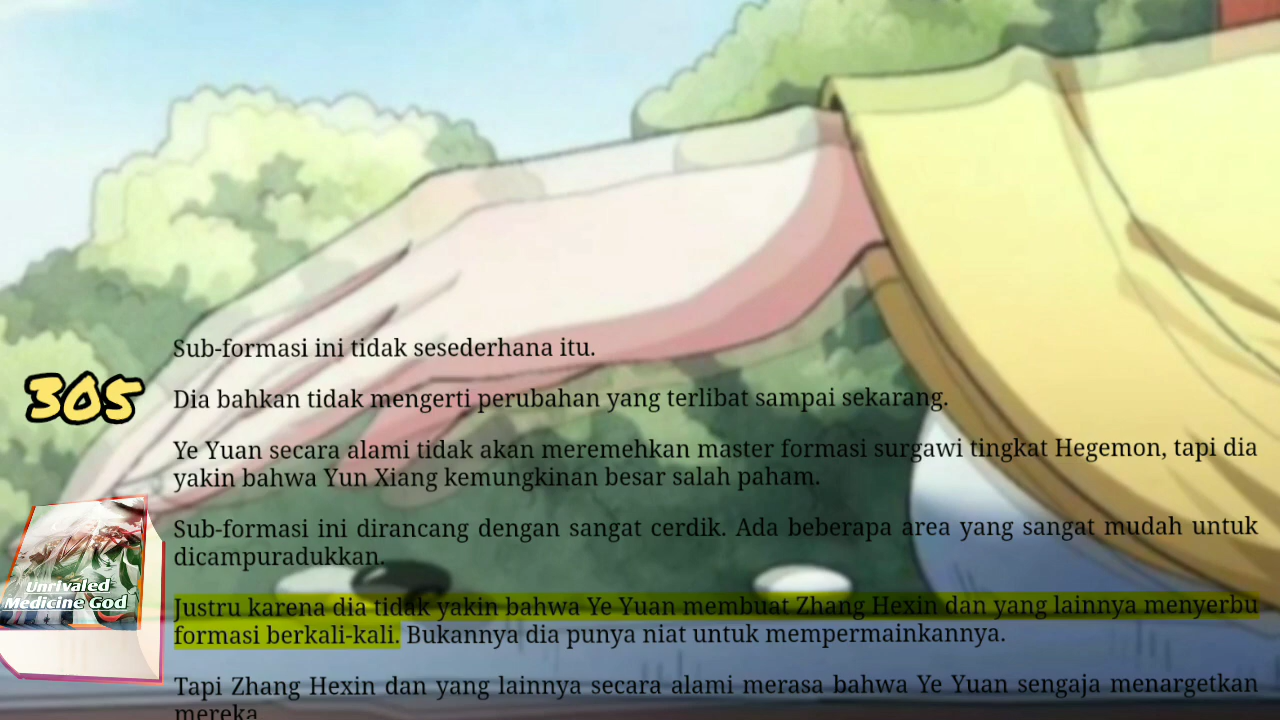 Sub-formasi ini tidak sesederhana itu.
305
Dia bahkan tidak mengerti perubahan yang terlibat sampai sekarang.
Ye Yuan secara alami tidak akan meremehkan master formasi surgawi tingkat Hegemon, tapi dia
yakin bahwa Yun Xiang kemungkinan besar salah paham.
Sub-formasi ini dirancang dengan sangat cerdik. Ada beberapa area yang sangat mudah untuk
dicampuradukkan.
Unrivaled
Medicine God
Justru karena dia tidak yakin bahwa Ye Yuan membuat Zhang Hexin dan yang lainnya menyerbu
formasi berkali-kali. Bukannya dia punya niat untuk mempermainkannya.
Tapi Zhang Hexin dan yang lainnya secara alami merasa bahwa Ye Yuan sengaja menargetkan
mereka